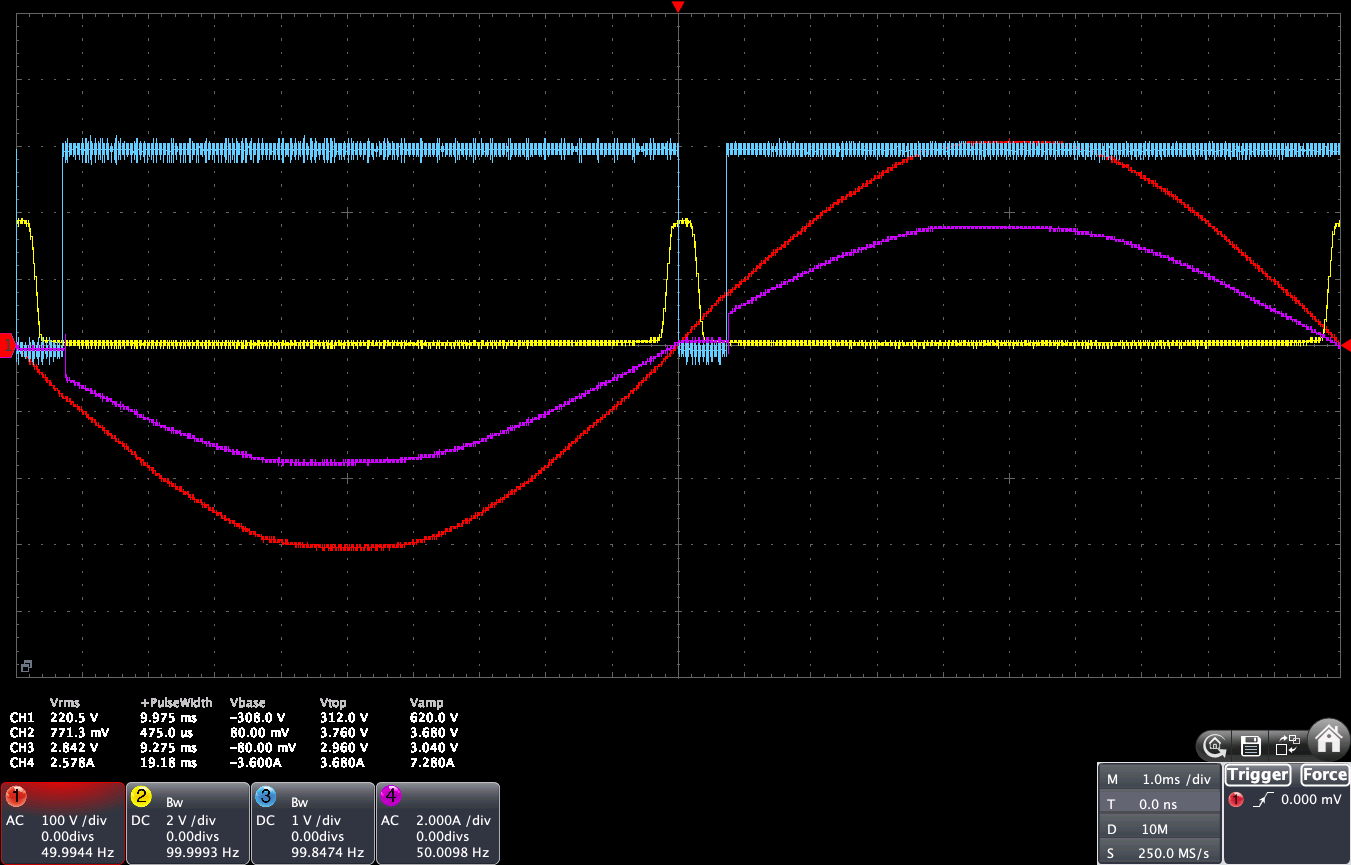 1
Vrms +PulseWidth Vbase Vtop Vamp
CH1 220.5 V 9.975 ms -308.0 V 312.0 V 620.0 V
CH2 771.3 mV 475.0 us 80.00 mV 3.760 V 3.680 V
CH3 2.842 V 9.275 ms -80.00 mV 2.960 V 3.040 V
CH4 2.578A 19.18 ms -3.600A 3.680A 7.280A
1
AC 100 V /div
0.00divs
49.9944 Hz
2 Bw
DC 2 V /div
0.00divs
99.9993 Hz
3 Bw
DC 1 V /div
0.00divs
99.8474 Hz
4
AC 2.000A /div
0.00divs
50.0098 Hz
M 1.0ms /div
T 0.0 ns
D 10M
S 250.0 MS/s
Trigger Force
1 0.000 mV